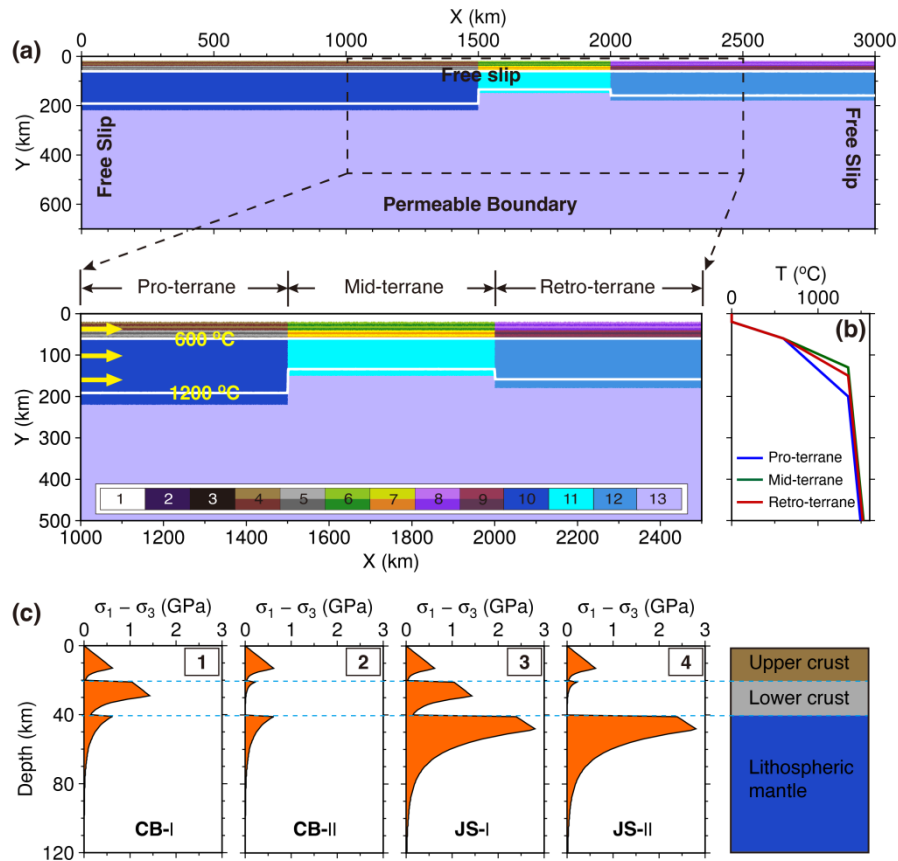 X (km)
(a)
0 500 1000 1500 2000 2500 3000
0
200
400
600
Y (km)
Free slip
Free Slip
Free Slip
Permeable Boundary
Pro-terrane Mid-terrane Retro-terrane
T (ºC)
0 1000
(b)
0
100
200
300
400
500
Y (km)
600 ºC
1200 ºC
Pro-terrane
Mid-terrane
Retro-terrane
1 2 3 4 5 6 7 8 9 10 11 12 13
1000 1200 1400 1600 1800 2000 2200 2400
X (km)
(c)
σ1 – σ3 (GPa) σ1 – σ3 (GPa) σ1 – σ3 (GPa) σ1 – σ3 (GPa)
0 1 2 3 0 1 2 3 0 1 2 3 0 1 2 3
0
40
80
120
Depth (km)
1 2 3 4
Upper crust
Lower crust
Lithospheric
mantle
CB-I CB-II JS-I JS-II